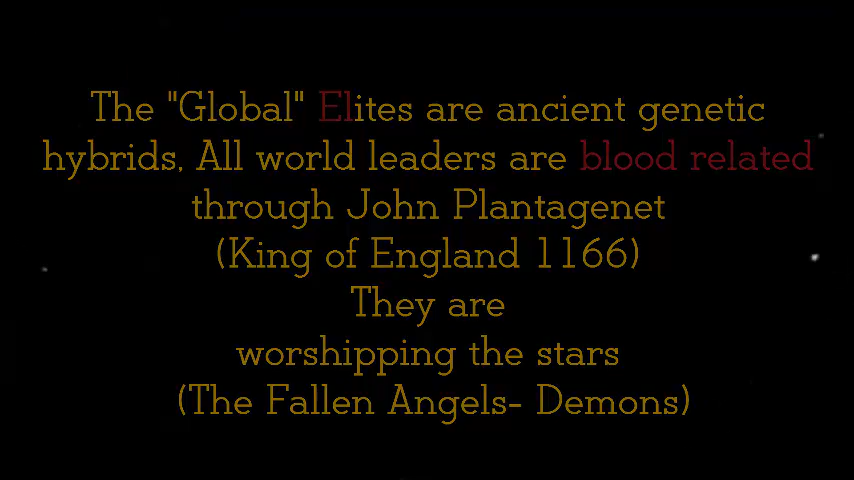 The "Global" Elites are ancient genetic
hybrids. All world leaders are blood related
through John Plantagenet
(King of England 1166)
They are
worshipping the stars
(The Fallen Angels- Demons)